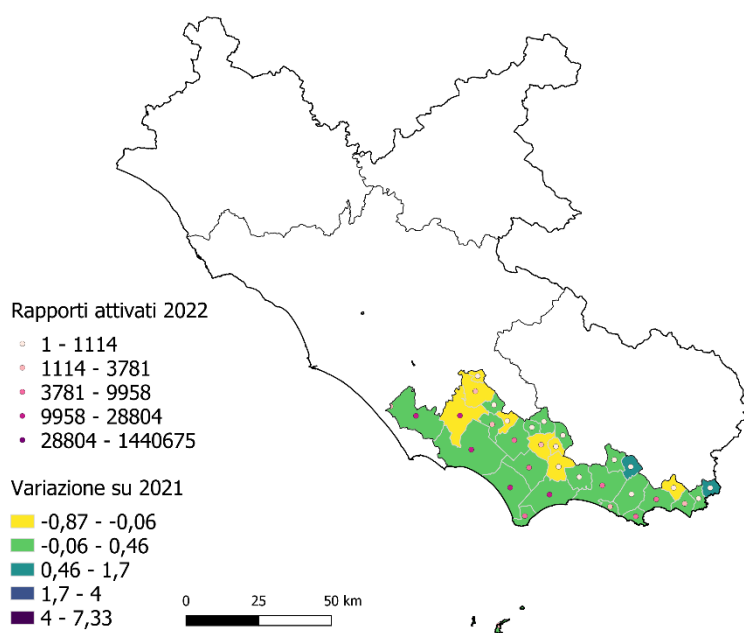 Rapporti attivati 2022
1 - 1114
1114 - 3781
3781 - 9958
9958 - 28804
28804 - 1440675
Variazione su 2021
-0,87 - -0,06
-0,06 - 0,46
0,46 - 1,7
1,7 - 4
4 - 7,33
0 25 50 km